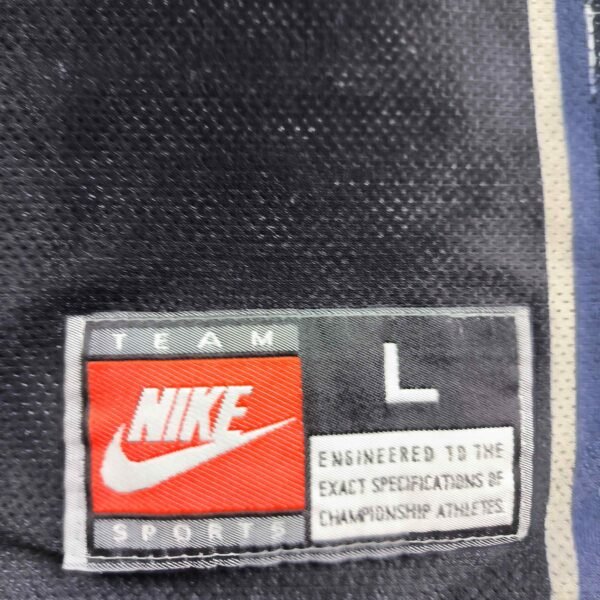 TEAM
NIKE
SPORTS
L
ENGINEERED TO THE
EXACT SPECIFICATIONS OF
CHAMPIONSHIP ATHLETES.